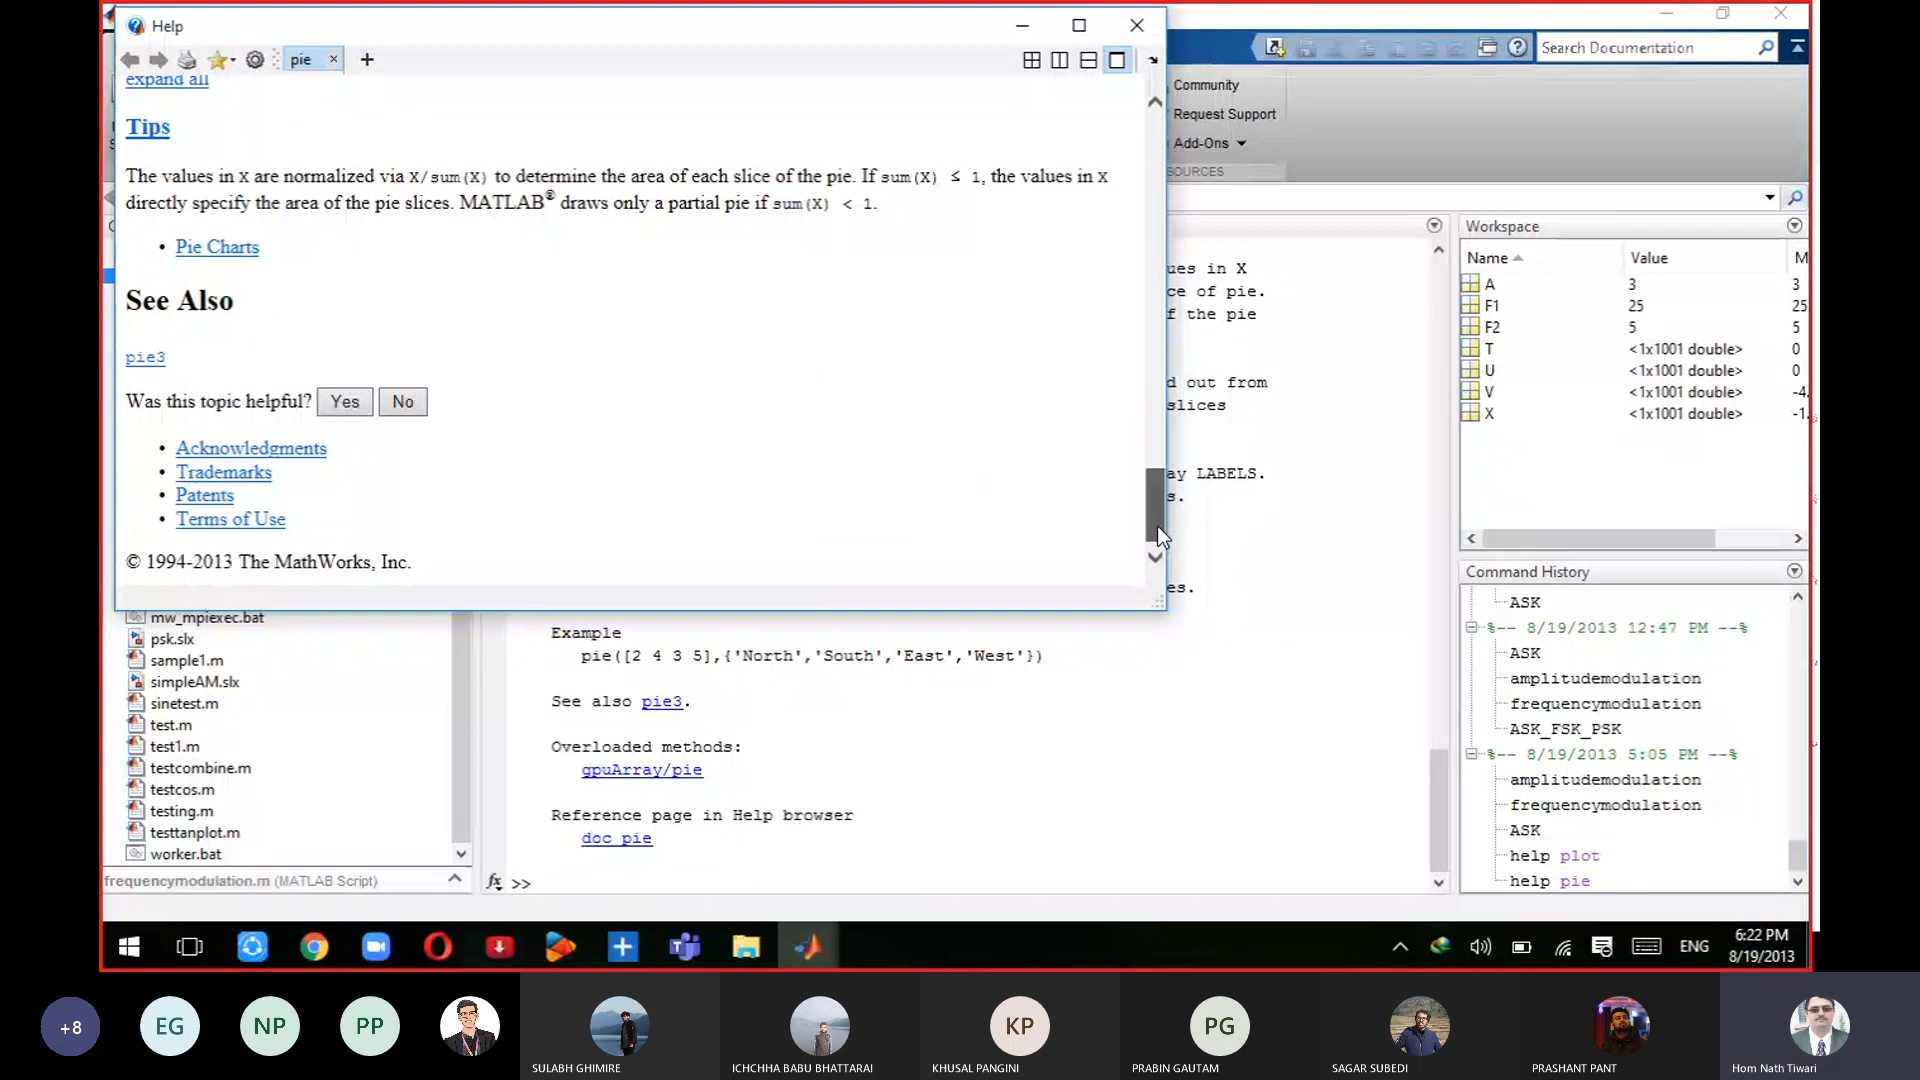 Help
pie
expand all
Tips
The values in X are normalized via X/sum(X) to determine the area of each slice of the pie. If sum(X) ≤ 1, the values in X
directly specify the area of the pie slices. MATLAB® draws only a partial pie if sum(X) < 1.
• Pie Charts
See Also
pie3
Was this topic helpful? Yes No
• Acknowledgments
• Trademarks
• Patents
• Terms of Use
© 1994-2013 The MathWorks, Inc.
Search Documentation
Community
Request Support
Add-Ons
ues in X
ce of pie.
f the pie
d out from
slices
ay LABELS.
s.
es.
Example
pie([2 4 3 5],{'North','South','East','West'})
See also pie3.
Overloaded methods:
gpuArray/pie
Reference page in Help browser
doc pie
fx >>
mw_mpiexec.bat
psk.slx
sample1.m
simpleAM.slx
sinetest.m
test.m
test1.m
testcombine.m
testcos.m
testing.m
testtanplot.m
worker.bat
frequencymodulation.m (MATLAB Script)
Workspace
Name Value M
A 3 3
F1 25 25
F2 5 5
T <1x1001 double> 0
U <1x1001 double> 0
V <1x1001 double> -4.
X <1x1001 double> -1.
Command History
ASK
%-- 8/19/2013 12:47 PM --%
ASK
amplitudemodulation
frequencymodulation
ASK_FSK_PSK
%-- 8/19/2013 5:05 PM --%
amplitudemodulation
frequencymodulation
ASK
help plot
help pie
ENG
6:22 PM
8/19/2013
+8
EG
NP
PP
KP
PG
SULABH GHIMIRE
ICHCHHA BABU BHATTARAI
KHUSAL PANGINI
PRABIN GAUTAM
SAGAR SUBEDI
PRASHANT PANT
Hom Nath Tiwari